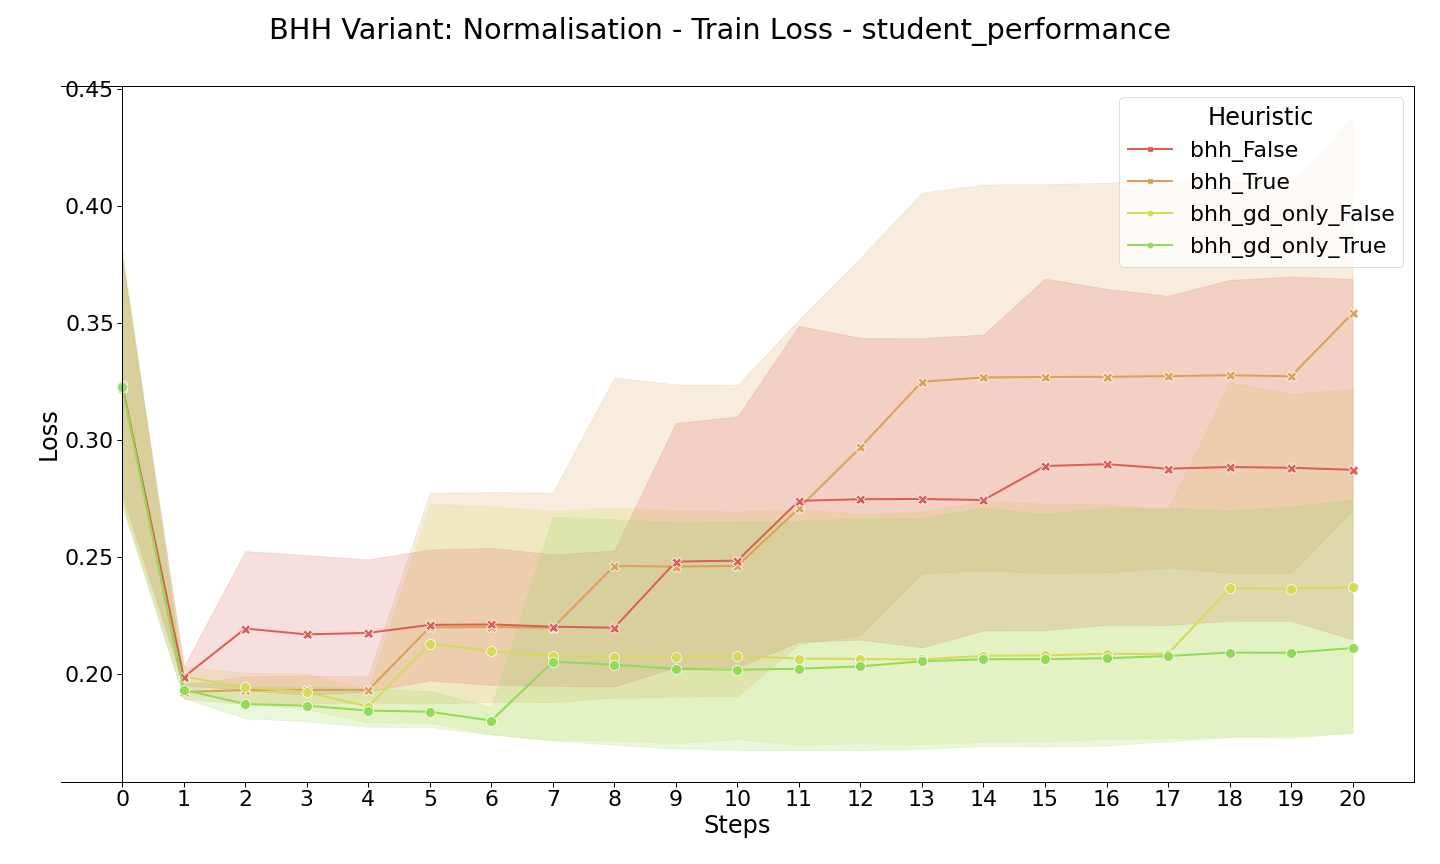 BHH Variant: Normalisation - Train Loss - student_performance
0.45
0.40
0.35
0.30
0.25
0.20
Loss
Heuristic
bhh_False
bhh_True
bhh_gd_only_False
bhh_gd_only_True
0 1 2 3 4 5 6 7 8 9 10 11 12 13 14 15 16 17 18 19 20
Steps